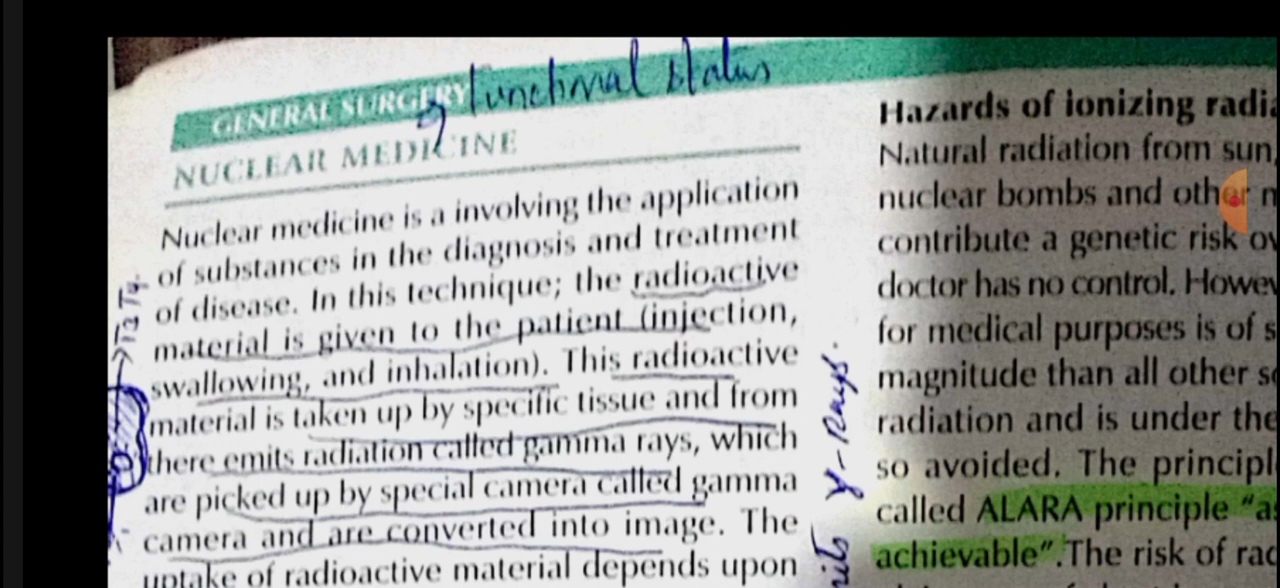 functional status
GENERAL SURGERY
NUCLEAR MEDICINE
Nuclear medicine is a involving the application
of substances in the diagnosis and treatment
of disease. In this technique; the radioactive
material is given to the patient (injection,
swallowing, and inhalation). This radioactive
material is taken up by specific tissue and from
there emits radiation called gamma rays, which
are picked up by special camera called gamma
camera and are converted into image. The
uptake of radioactive material depends upon
γ-Rays.
Hazards of ionizing radia
Natural radiation from sun,
nuclear bombs and other
contribute a genetic risk ov
doctor has no control. Howev
for medical purposes is of s
magnitude than all other so
radiation and is under the
so avoided. The principl
called ALARA principle "as
achievable". The risk of rad